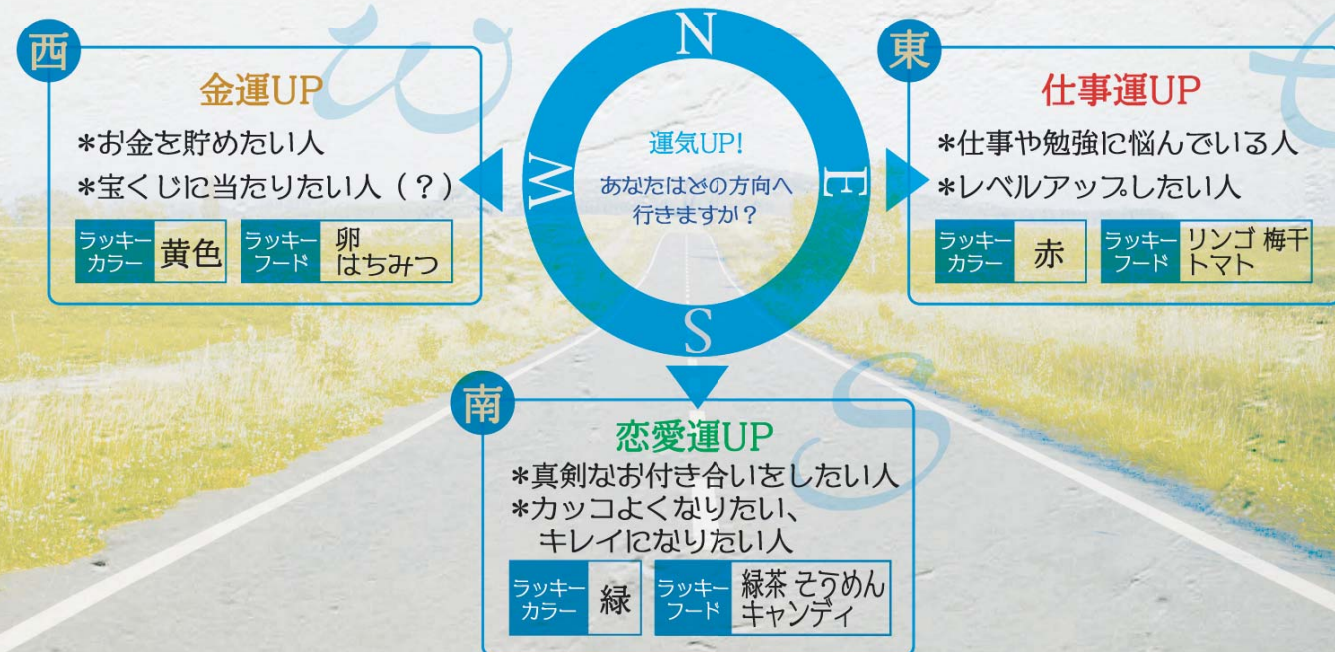 西
金運UP
*お金を貯めたい人
*宝くじに当たりたい人（？）
ラッキーカラー 黄色
ラッキーフード 卵 はちみつ
N
W
E
S
運気UP!
あなたはどの方向へ
行きますか？
東
仕事運UP
*仕事や勉強に悩んでいる人
*レベルアップしたい人
ラッキーカラー 赤
ラッキーフード リンゴ 梅干 トマト
南
恋愛運UP
*真剣なお付き合いをしたい人
*カッコよくなりたい、
キレイになりたい人
ラッキーカラー 緑
ラッキーフード 緑茶 そうめん キャンディ
w
s